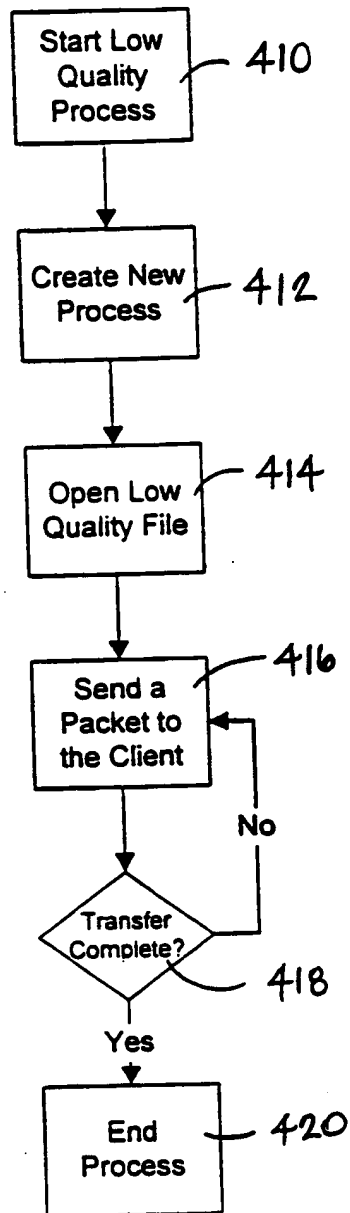 Start Low
Quality
Process
410
Create New
Process
412
Open Low
Quality File
414
Send a
Packet to
the Client
416
No
Transfer
Complete?
418
Yes
End
Process
420